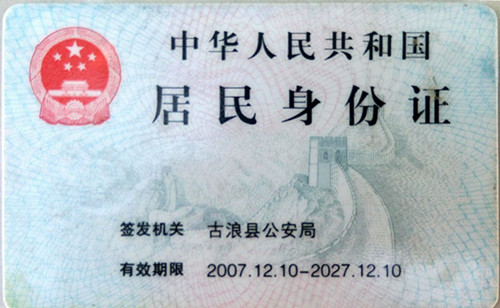 中华人民共和国
居民身份证
签发机关 古浪县公安局
有效期限 2007.12.10-2027.12.10